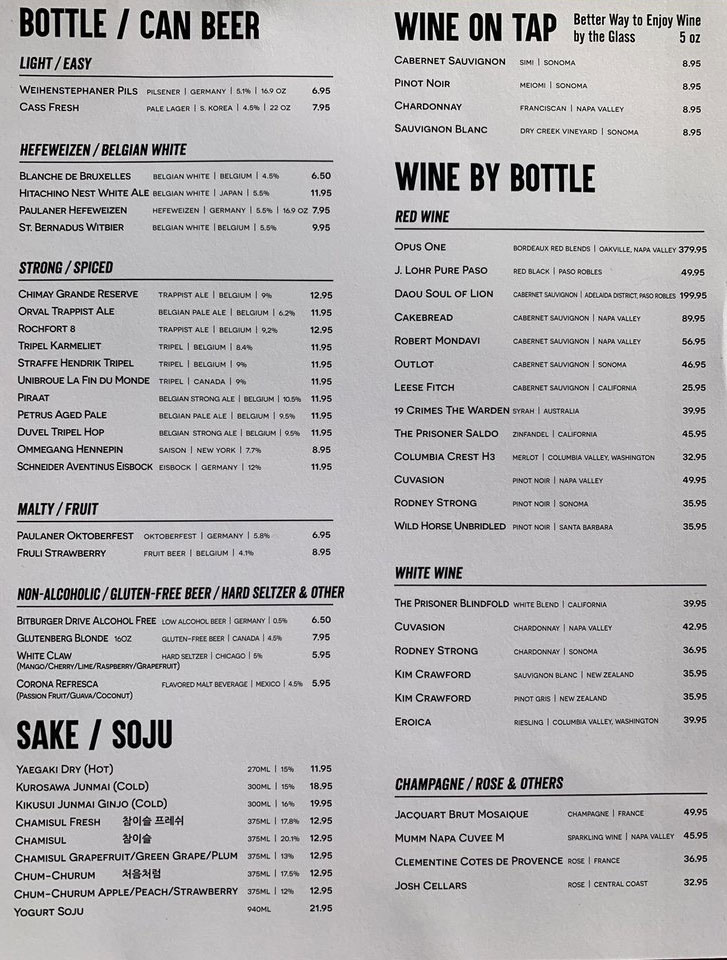 BOTTLE / CAN BEER
LIGHT / EASY
WEIHENSTEPHANER PILS PILSENER | GERMANY | 5.1% | 16.9 OZ 6.95
CASS FRESH PALE LAGER | S. KOREA | 4.5% | 22 OZ 7.95
HEFEWEIZEN / BELGIAN WHITE
BLANCHE DE BRUXELLES BELGIAN WHITE | BELGIUM | 4.5% 6.50
HITACHINO NEST WHITE ALE BELGIAN WHITE | JAPAN | 5.5% 11.95
PAULANER HEFEWEIZEN HEFEWEIZEN | GERMANY | 5.5% | 16.9 OZ 7.95
ST. BERNADUS WITBIER BELGIAN WHITE | BELGIUM | 5.5% 9.95
STRONG / SPICED
CHIMAY GRANDE RESERVE TRAPPIST ALE | BELGIUM | 9% 12.95
ORVAL TRAPPIST ALE BELGIAN PALE ALE | BELGIUM | 6.2% 11.95
ROCHFORT 8 TRAPPIST ALE | BELGIUM | 9.2% 12.95
TRIPEL KARMELIET TRIPEL | BELGIUM | 8.4% 11.95
STRAFFE HENDRIK TRIPEL TRIPEL | BELGIUM | 9% 11.95
UNIBROUE LA FIN DU MONDE TRIPEL | CANADA | 9% 11.95
PIRAAT BELGIAN STRONG ALE | BELGIUM | 10.5% 11.95
PETRUS AGED PALE BELGIAN PALE ALE | BELGIUM | 9.5% 11.95
DUVEL TRIPEL HOP BELGIAN STRONG ALE | BELGIUM | 9.5% 11.95
OMMEGANG HENNEPIN SAISON | NEW YORK | 7.7% 8.95
SCHNEIDER AVENTINUS EISBOCK EISBOCK | GERMANY | 12% 11.95
MALTY / FRUIT
PAULANER OKTOBERFEST OKTOBERFEST | GERMANY | 5.8% 6.95
FRULI STRAWBERRY FRUIT BEER | BELGIUM | 4.1% 8.95
NON-ALCOHOLIC / GLUTEN-FREE BEER / HARD SELTZER & OTHER
BITBURGER DRIVE ALCOHOL FREE LOW ALCOHOL BEER | GERMANY | 0.5% 6.50
GLUTENBERG BLONDE 16OZ GLUTEN-FREE BEER | CANADA | 4.5% 7.95
WHITE CLAW HARD SELTZER | CHICAGO | 5% 5.95
(MANGO/CHERRY/LIME/RASPBERRY/GRAPEFRUIT)
CORONA REFRESCA FLAVORED MALT BEVERAGE | MEXICO | 4.5% 5.95
(PASSION FRUIT/GUAVA/COCONUT)
SAKE / SOJU
YAEGAKI DRY (HOT) 270ML | 15% 11.95
KUROSAWA JUNMAI (COLD) 300ML | 15% 18.95
KIKUSUI JUNMAI GINJO (COLD) 300ML | 16% 19.95
CHAMISUL FRESH 참이슬 프레쉬 375ML | 17.8% 12.95
CHAMISUL 참이슬 375ML | 20.1% 12.95
CHAMISUL GRAPEFRUIT/GREEN GRAPE/PLUM 375ML | 13% 12.95
CHUM-CHURUM 처음처럼 375ML | 17.5% 12.95
CHUM-CHURUM APPLE/PEACH/STRAWBERRY 375ML | 12% 12.95
YOGURT SOJU 940ML 21.95
WINE ON TAP Better Way to Enjoy Wine
by the Glass 5 oz
CABERNET SAUVIGNON SIMI | SONOMA 8.95
PINOT NOIR MEIOMI | SONOMA 8.95
CHARDONNAY FRANCISCAN | NAPA VALLEY 8.95
SAUVIGNON BLANC DRY CREEK VINEYARD | SONOMA 8.95
WINE BY BOTTLE
RED WINE
OPUS ONE BORDEAUX RED BLENDS | OAKVILLE, NAPA VALLEY 379.95
J. LOHR PURE PASO RED BLACK | PASO ROBLES 49.95
DAOU SOUL OF LION CABERNET SAUVIGNON | ADELAIDA DISTRICT, PASO ROBLES 199.95
CAKEBREAD CABERNET SAUVIGNON | NAPA VALLEY 89.95
ROBERT MONDAVI CABERNET SAUVIGNON | NAPA VALLEY 56.95
OUTLOT CABERNET SAUVIGNON | SONOMA 46.95
LEESE FITCH CABERNET SAUVIGNON | CALIFORNIA 25.95
19 CRIMES THE WARDEN SYRAH | AUSTRALIA 39.95
THE PRISONER SALDO ZINFANDEL | CALIFORNIA 45.95
COLUMBIA CREST H3 MERLOT | COLUMBIA VALLEY, WASHINGTON 32.95
CUVASION PINOT NOIR | NAPA VALLEY 49.95
RODNEY STRONG PINOT NOIR | SONOMA 35.95
WILD HORSE UNBRIDLED PINOT NOIR | SANTA BARBARA 35.95
WHITE WINE
THE PRISONER BLINDFOLD WHITE BLEND | CALIFORNIA 39.95
CUVASION CHARDONNAY | NAPA VALLEY 42.95
RODNEY STRONG CHARDONNAY | SONOMA 36.95
KIM CRAWFORD SAUVIGNON BLANC | NEW ZEALAND 35.95
KIM CRAWFORD PINOT GRIS | NEW ZEALAND 35.95
EROICA RIESLING | COLUMBIA VALLEY, WASHINGTON 39.95
CHAMPAGNE / ROSE & OTHERS
JACQUART BRUT MOSAIQUE CHAMPAGNE | FRANCE 49.95
MUMM NAPA CUVEE M SPARKLING WINE | NAPA VALLEY 45.95
CLEMENTINE COTES DE PROVENCE ROSE | FRANCE 36.95
JOSH CELLARS ROSE | CENTRAL COAST 32.95